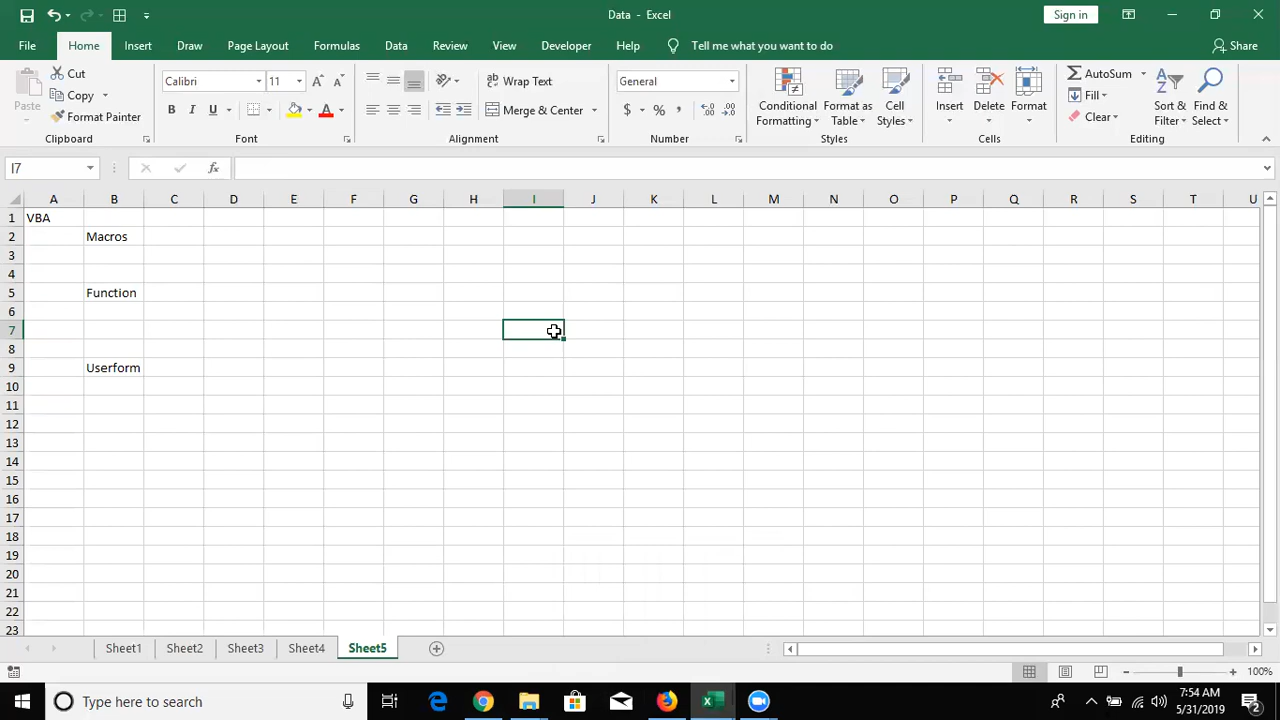 Data - Excel
Sign in
File Home Insert Draw Page Layout Formulas Data Review View Developer Help Tell me what you want to do Share
Paste
Cut
Copy
Format Painter
Clipboard
Calibri 11
B I U
Font
Wrap Text
Merge & Center
Alignment
General
$ % ,
Number
Conditional Formatting
Format as Table
Cell Styles
Styles
Insert
Delete
Format
Cells
AutoSum
Fill
Clear
Sort & Filter
Find & Select
Editing
I7
fx
A B C D E F G H I J K L M N O P Q R S T U
1 VBA
2 Macros
3
4
5 Function
6
7
8
9 Userform
10
11
12
13
14
15
16
17
18
19
20
21
22
23
Sheet1 Sheet2 Sheet3 Sheet4 Sheet5
100%
Type here to search
7:54 AM
5/31/2019
2